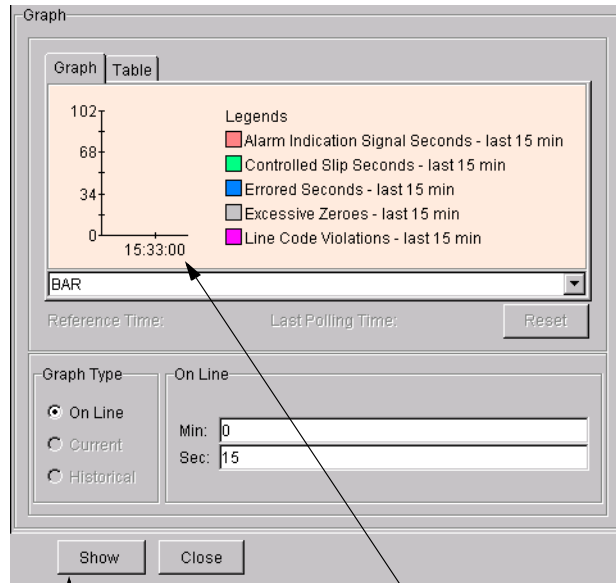 Graph
Graph Table
Legends
102
68
34
0
15:33:00
Alarm Indication Signal Seconds - last 15 min
Controlled Slip Seconds - last 15 min
Errored Seconds - last 15 min
Excessive Zeroes - last 15 min
Line Code Violations - last 15 min
BAR
Reference Time: Last Polling Time: Reset
Graph Type
On Line
Current
Historical
On Line
Min: 0
Sec: 15
Show Close